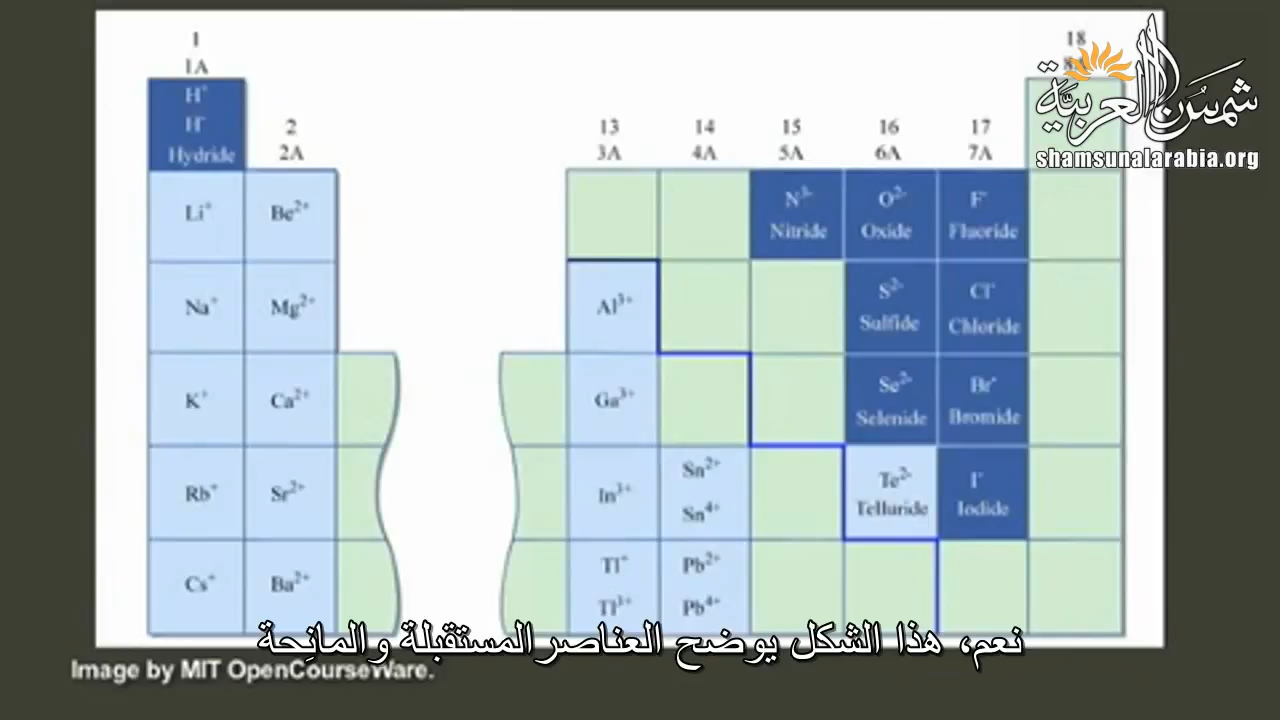 1
1A
18
شمس العربية
shamsunalarabia.org
H⁺
H⁻
Hydride
2
2A
13
3A
14
4A
15
5A
16
6A
17
7A
Li⁺
Be²⁺
N³⁻
Nitride
O²⁻
Oxide
F⁻
Fluoride
Na⁺
Mg²⁺
Al³⁺
S²⁻
Sulfide
Cl⁻
Chloride
K⁺
Ca²⁺
Ga³⁺
Se²⁻
Selenide
Br⁻
Bromide
Rb⁺
Sr²⁺
In³⁺
Sn²⁺
Sn⁴⁺
Te²⁻
Telluride
I⁻
Iodide
Cs⁺
Ba²⁺
Tl⁺
Tl³⁺
Pb²⁺
Pb⁴⁺
نعم، هذا الشكل يوضح العناصر المستقبلة والمانِحة
Image by MIT OpenCourseWare.